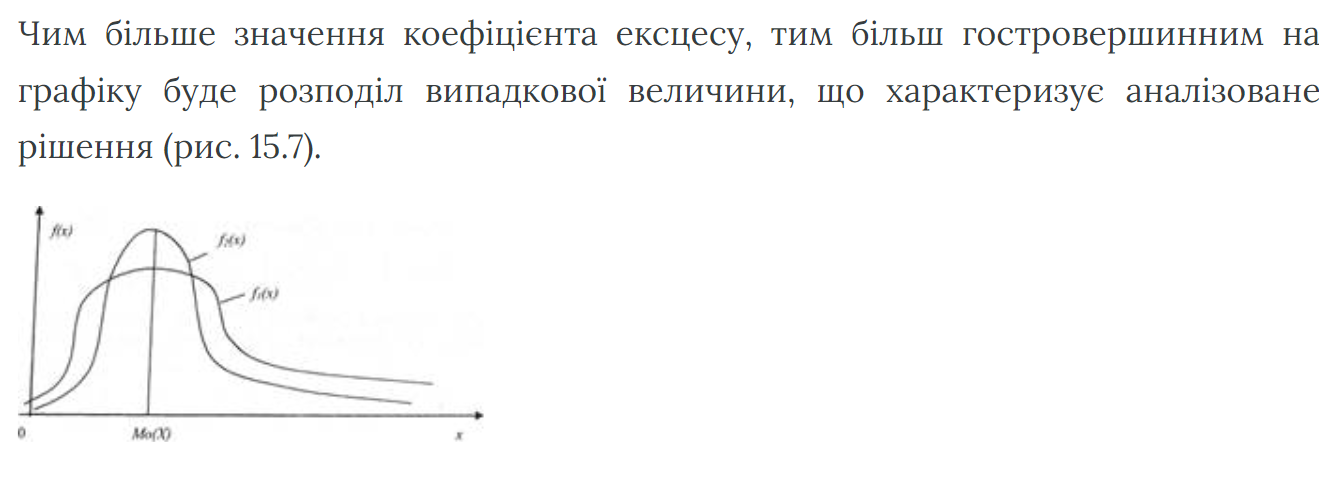 Чим більше значення коефіцієнта ексцесу, тим більш гостровершинним на
графіку буде розподіл випадкової величини, що характеризує аналізоване
рішення (рис. 15.7).
f(x)
f₂(x)
f₁(x)
0
Mo(X)
x